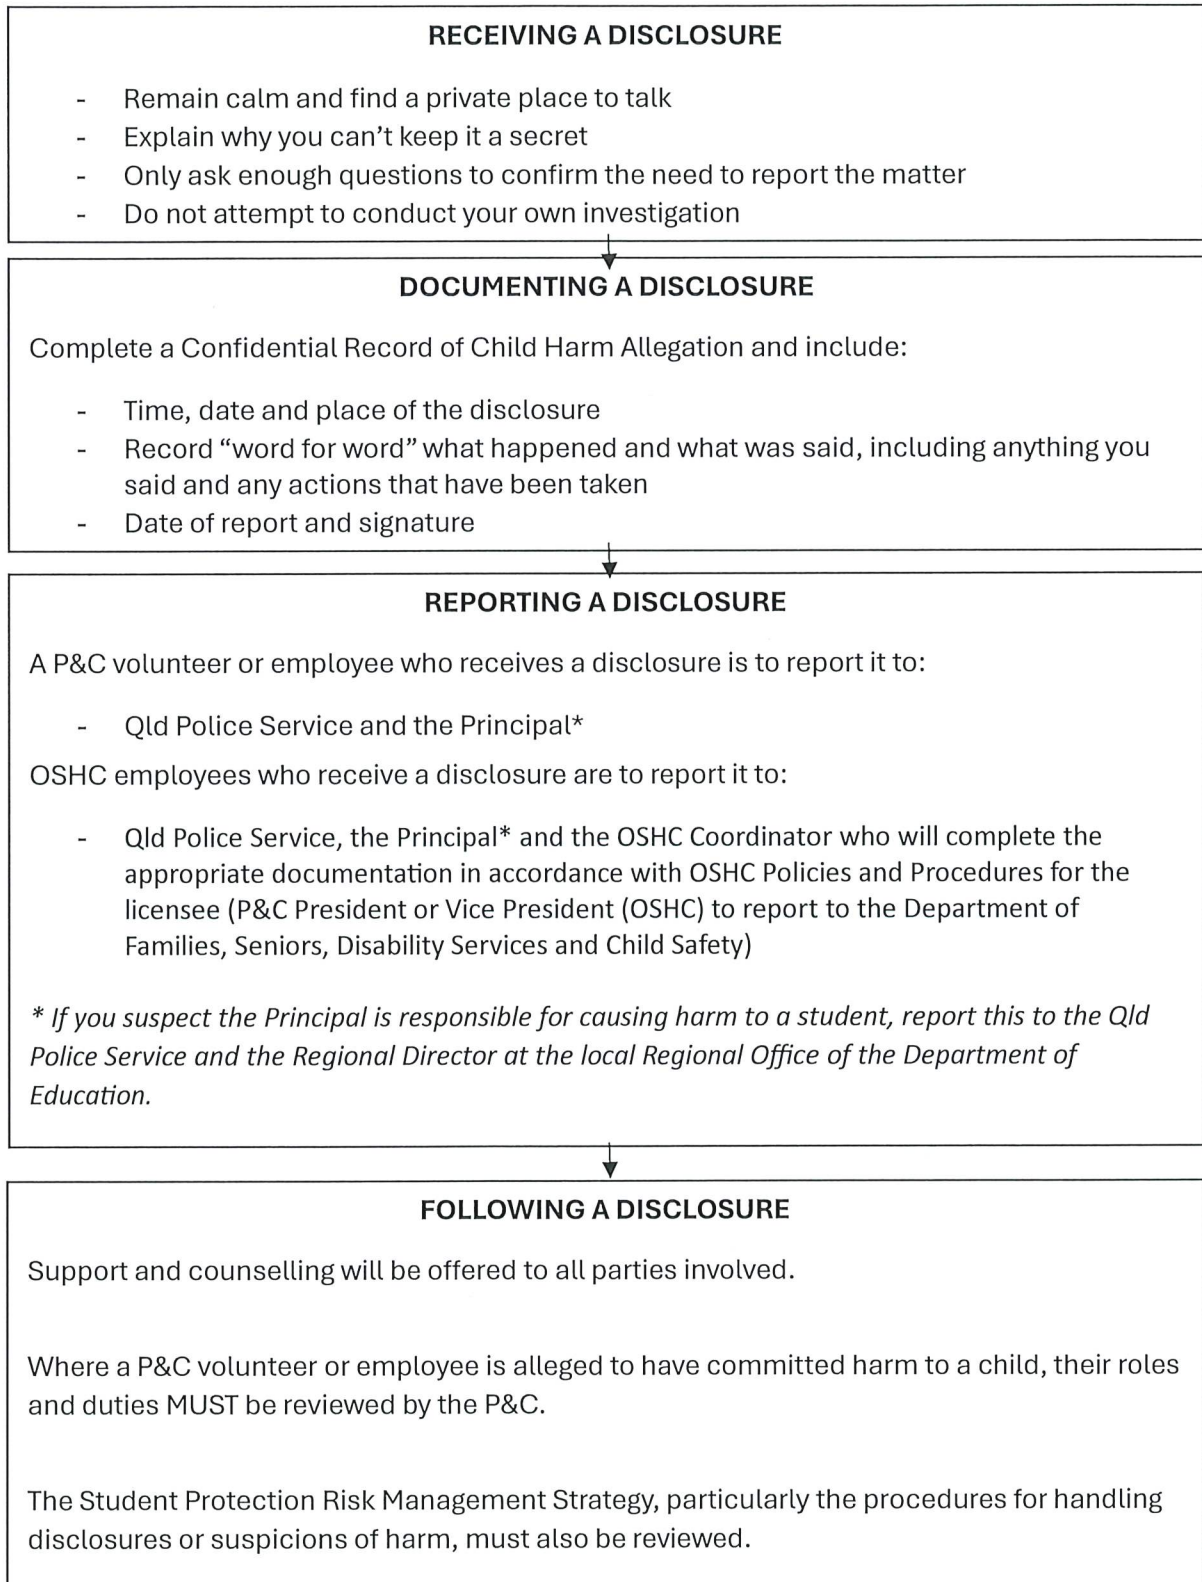 RECEIVING A DISCLOSURE
- Remain calm and find a private place to talk
- Explain why you can't keep it a secret
- Only ask enough questions to confirm the need to report the matter
- Do not attempt to conduct your own investigation
DOCUMENTING A DISCLOSURE
Complete a Confidential Record of Child Harm Allegation and include:
- Time, date and place of the disclosure
- Record “word for word” what happened and what was said, including anything you
said and any actions that have been taken
- Date of report and signature
REPORTING A DISCLOSURE
A P&C volunteer or employee who receives a disclosure is to report it to:
- Qld Police Service and the Principal*
OSHC employees who receive a disclosure are to report it to:
- Qld Police Service, the Principal* and the OSHC Coordinator who will complete the
appropriate documentation in accordance with OSHC Policies and Procedures for the
licensee (P&C President or Vice President (OSHC) to report to the Department of
Families, Seniors, Disability Services and Child Safety)
* If you suspect the Principal is responsible for causing harm to a student, report this to the Qld
Police Service and the Regional Director at the local Regional Office of the Department of
Education.
FOLLOWING A DISCLOSURE
Support and counselling will be offered to all parties involved.
Where a P&C volunteer or employee is alleged to have committed harm to a child, their roles
and duties MUST be reviewed by the P&C.
The Student Protection Risk Management Strategy, particularly the procedures for handling
disclosures or suspicions of harm, must also be reviewed.